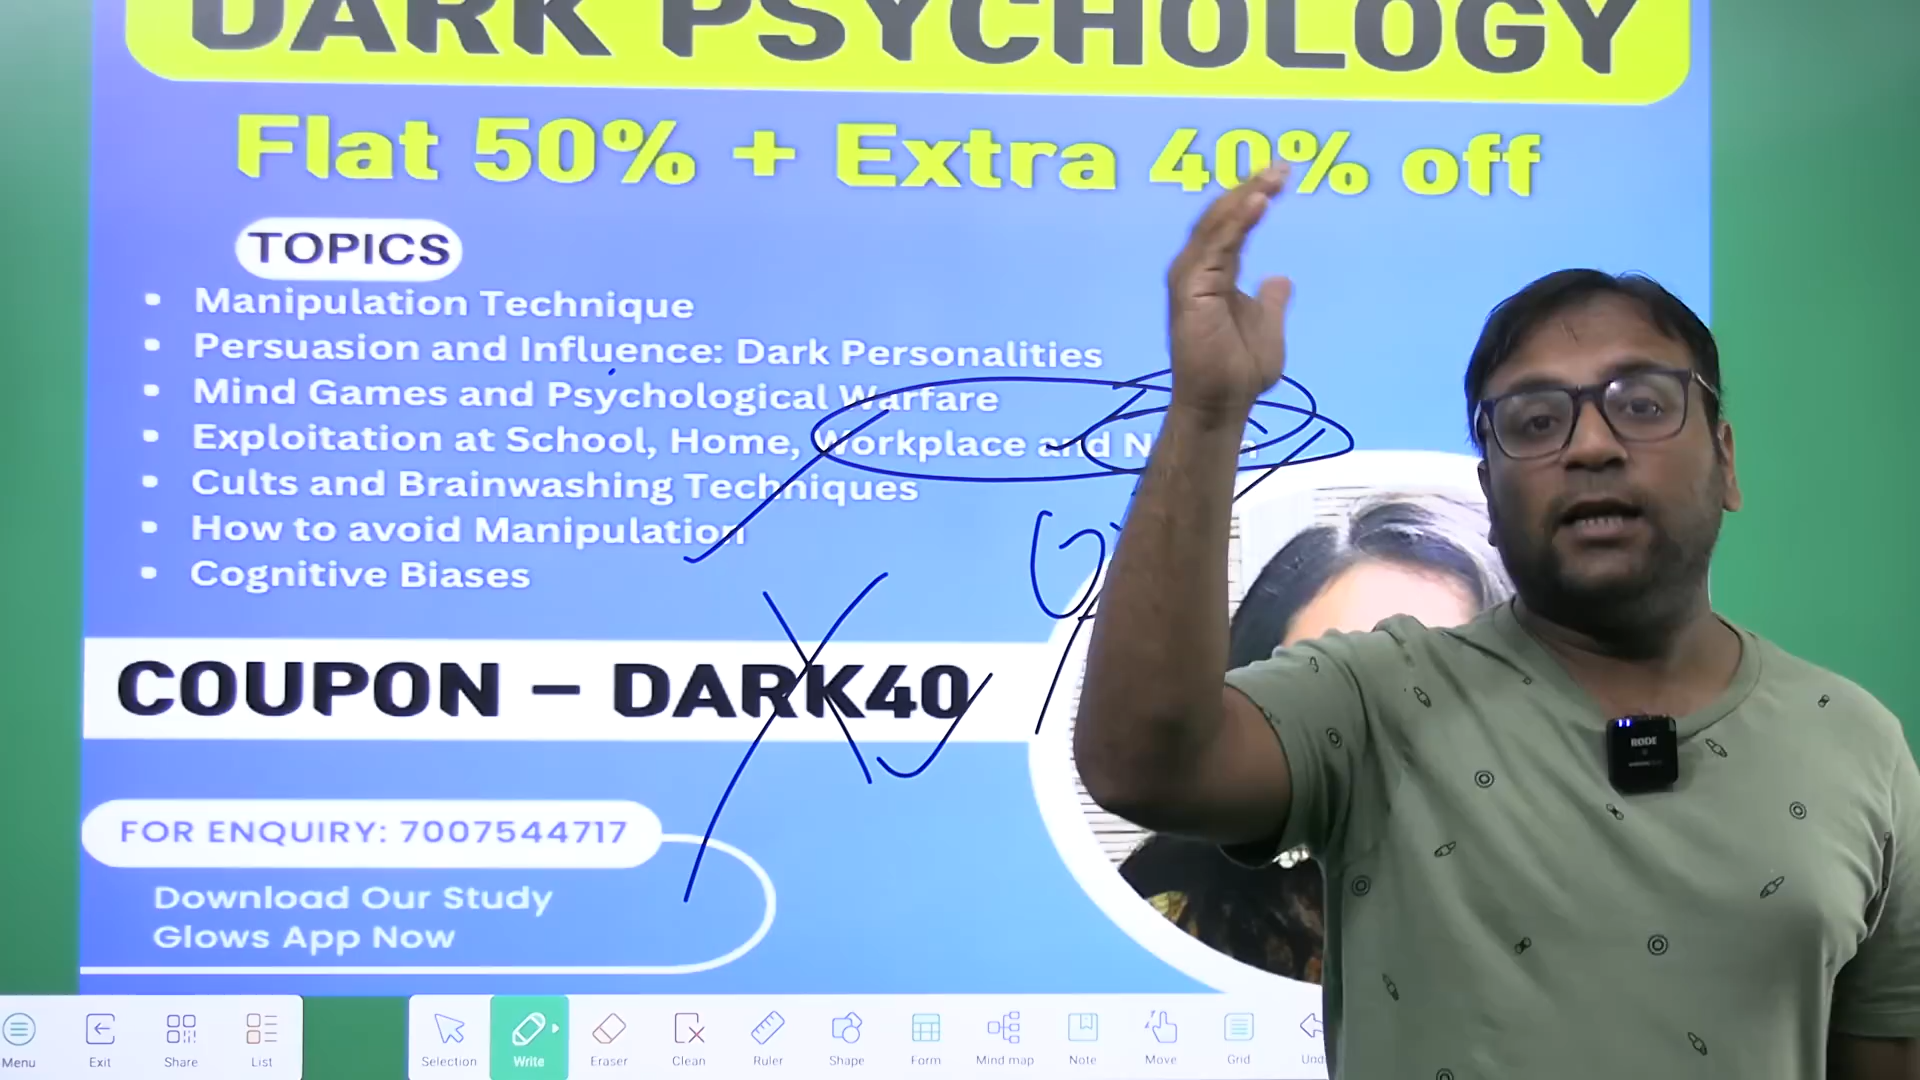 DARK PSYCHOLOGY
Flat 50% + Extra 40% off
TOPICS
Manipulation Technique
Persuasion and Influence: Dark Personalities
Mind Games and Psychological Warfare
Exploitation at School, Home, Workplace and
Cults and Brainwashing Techniques
How to avoid Manipulation
Cognitive Biases
COUPON – DARK40
FOR ENQUIRY: 7007544717
Download Our Study
Glows App Now
RODE
Menu
Exit
Share
List
Selection
Write
Eraser
Clean
Ruler
Shape
Form
Mind map
Note
Move
Grid